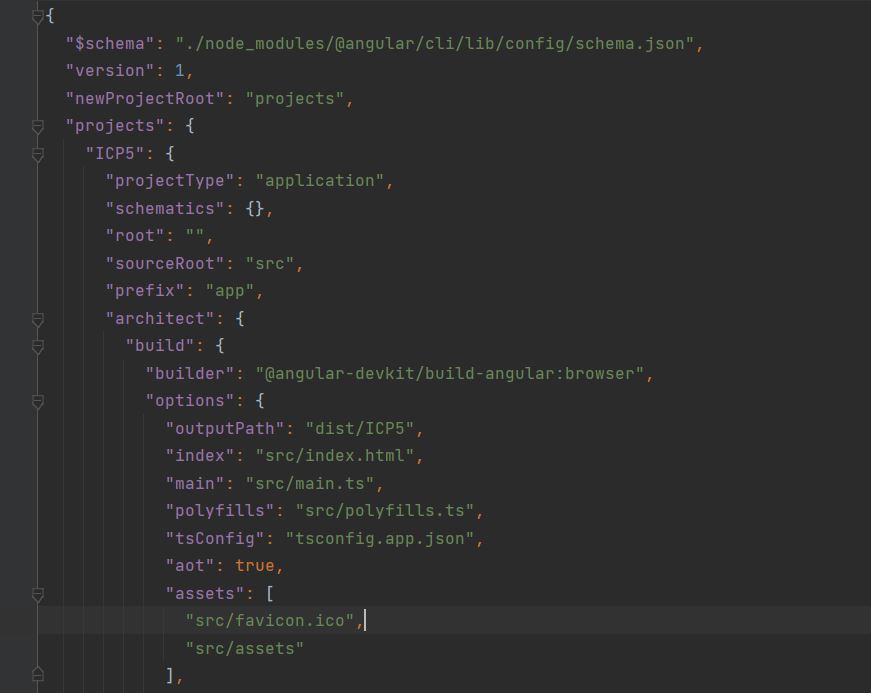 {
"$schema": "./node_modules/@angular/cli/lib/config/schema.json",
"version": 1,
"newProjectRoot": "projects",
"projects": {
"ICP5": {
"projectType": "application",
"schematics": {},
"root": "",
"sourceRoot": "src",
"prefix": "app",
"architect": {
"build": {
"builder": "@angular-devkit/build-angular:browser",
"options": {
"outputPath": "dist/ICP5",
"index": "src/index.html",
"main": "src/main.ts",
"polyfills": "src/polyfills.ts",
"tsConfig": "tsconfig.app.json",
"aot": true,
"assets": [
"src/favicon.ico",
"src/assets"
],